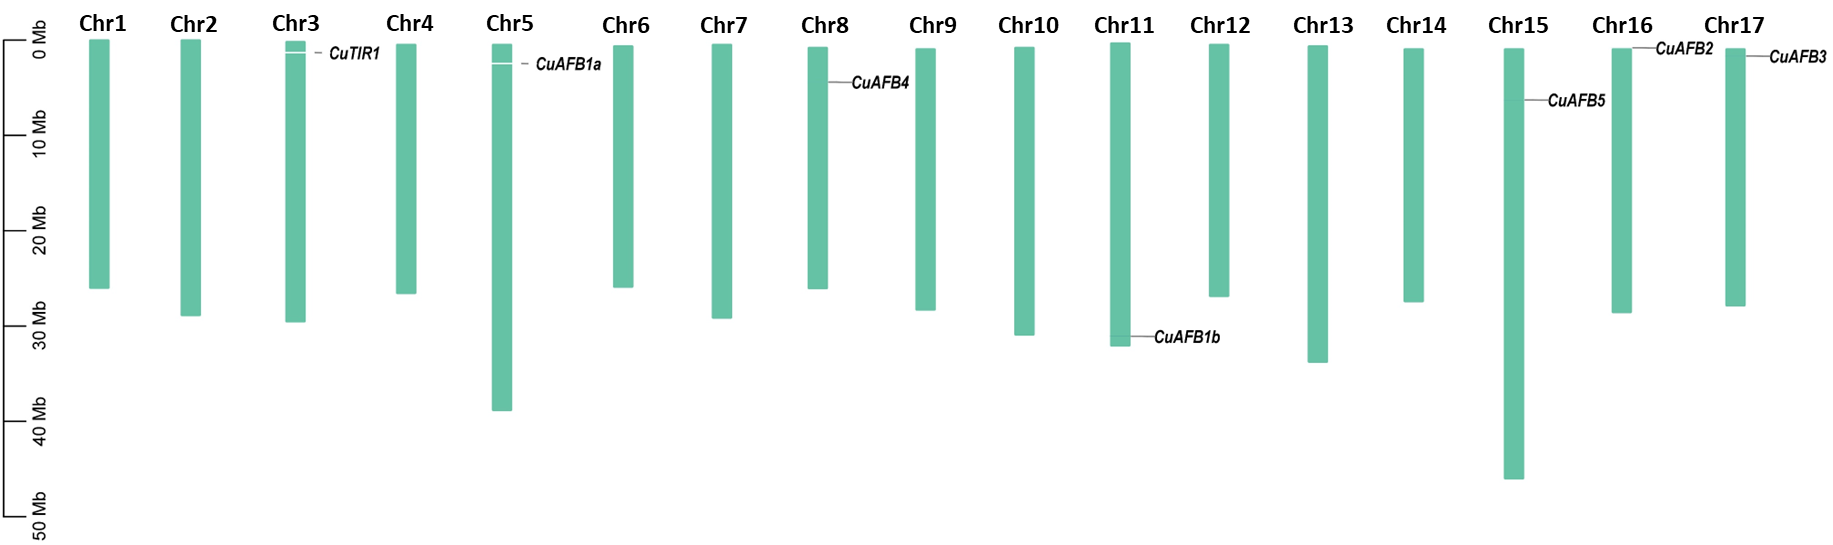 Chr1 Chr2 Chr3 Chr4 Chr5 Chr6 Chr7 Chr8 Chr9 Chr10 Chr11 Chr12 Chr13 Chr14 Chr15 Chr16 Chr17
0 Mb
10 Mb
20 Mb
30 Mb
40 Mb
50 Mb
CuTIR1
CuAFB1a
CuAFB4
CuAFB1b
CuAFB5
CuAFB2
CuAFB3